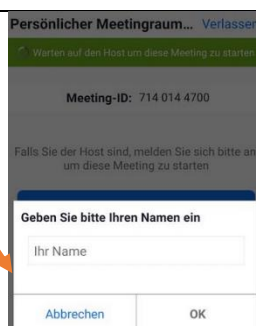 Persönlicher Meetingraum... Verlassen
Warten auf den Host um diese Meeting zu starten
Meeting-ID: 714 014 4700
Falls Sie der Host sind, melden Sie sich bitte an
um diese Meeting zu starten
Geben Sie bitte Ihren Namen ein
Ihr Name
Abbrechen OK